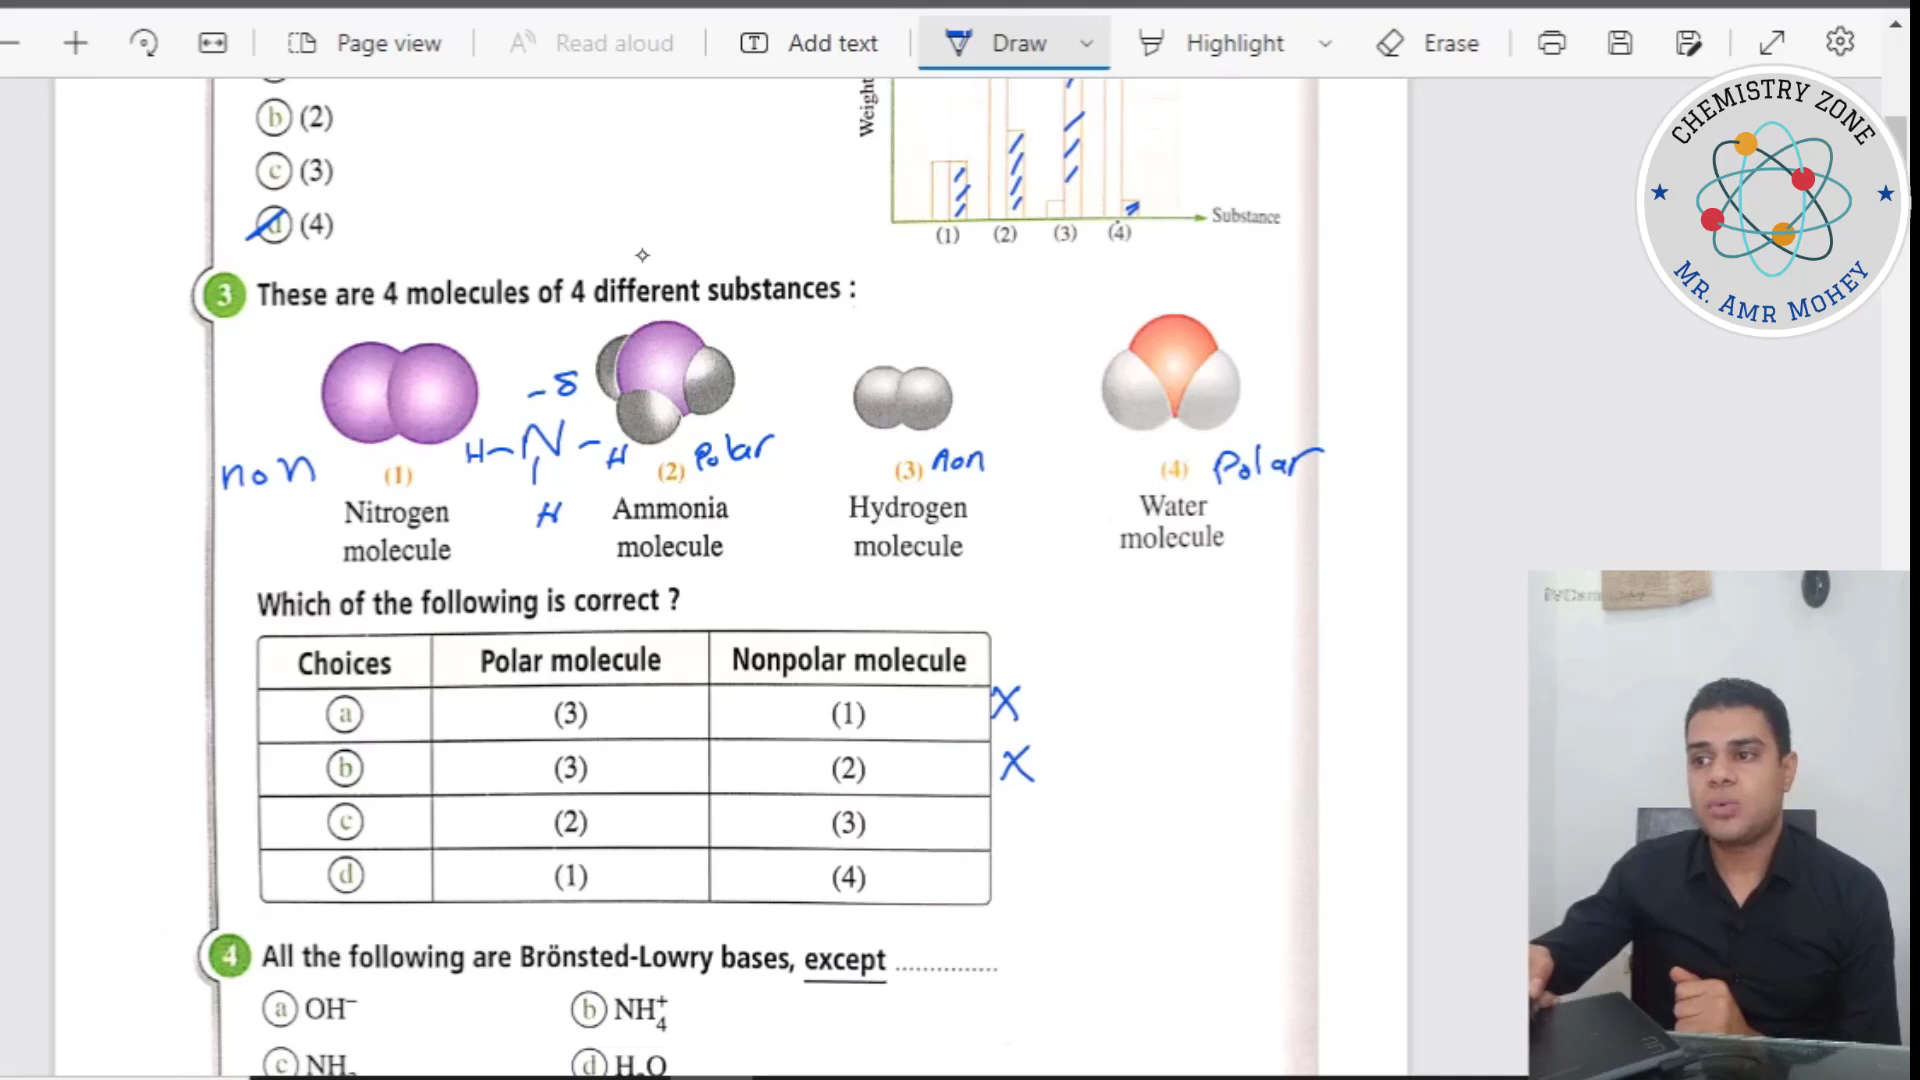 Page view
Read aloud
Add text
Draw
Highlight
Erase
CHEMISTRY ZONE
MR. AMR MOHEY
b (2)
c (3)
d (4)
Weight
Substance
(1) (2) (3) (4)
3 These are 4 molecules of 4 different substances :
-δ
H-N-H
H
non (1) (2) Polar (3) non (4) Polar
Nitrogen molecule
Ammonia molecule
Hydrogen molecule
Water molecule
Which of the following is correct ?
Choices Polar molecule Nonpolar molecule
a (3) (1) X
b (3) (2) X
c (2) (3)
d (1) (4)
4 All the following are Brönsted-Lowry bases, except ...............
a OH⁻ b NH₄⁺
c NH d H₂O